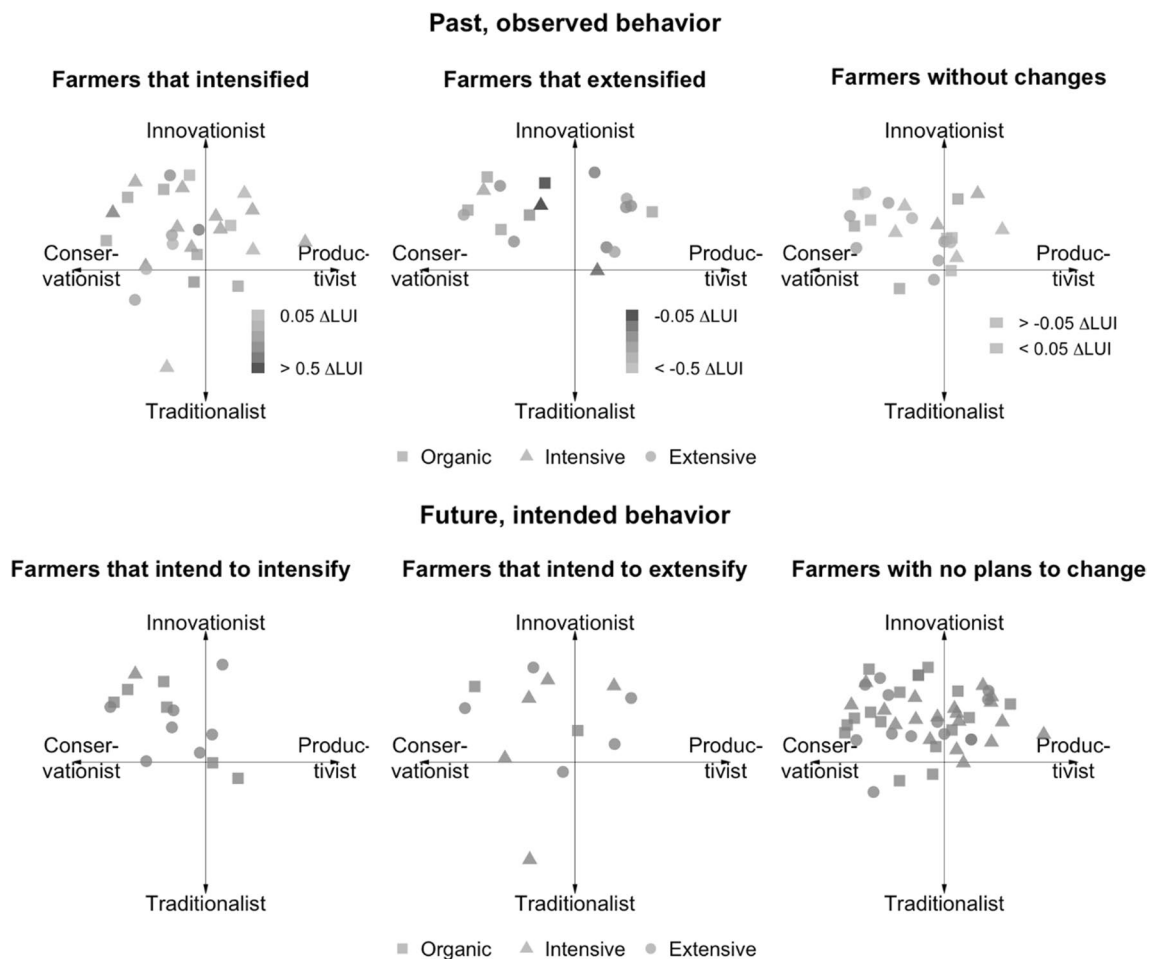 Past, observed behavior
Farmers that intensified
Farmers that extensified
Farmers without changes
Innovationist
Innovationist
Innovationist
Conser-
vationist
Produc-
tivist
Conser-
vationist
Produc-
tivist
Conser-
vationist
Produc-
tivist
0.05 ΔLUI
> 0.5 ΔLUI
-0.05 ΔLUI
< -0.5 ΔLUI
> -0.05 ΔLUI
< 0.05 ΔLUI
Traditionalist
Traditionalist
Traditionalist
Organic Intensive Extensive
Future, intended behavior
Farmers that intend to intensify
Farmers that intend to extensify
Farmers with no plans to change
Innovationist
Innovationist
Innovationist
Conser-
vationist
Produc-
tivist
Conser-
vationist
Produc-
tivist
Conser-
vationist
Produc-
tivist
Traditionalist
Traditionalist
Traditionalist
Organic Intensive Extensive